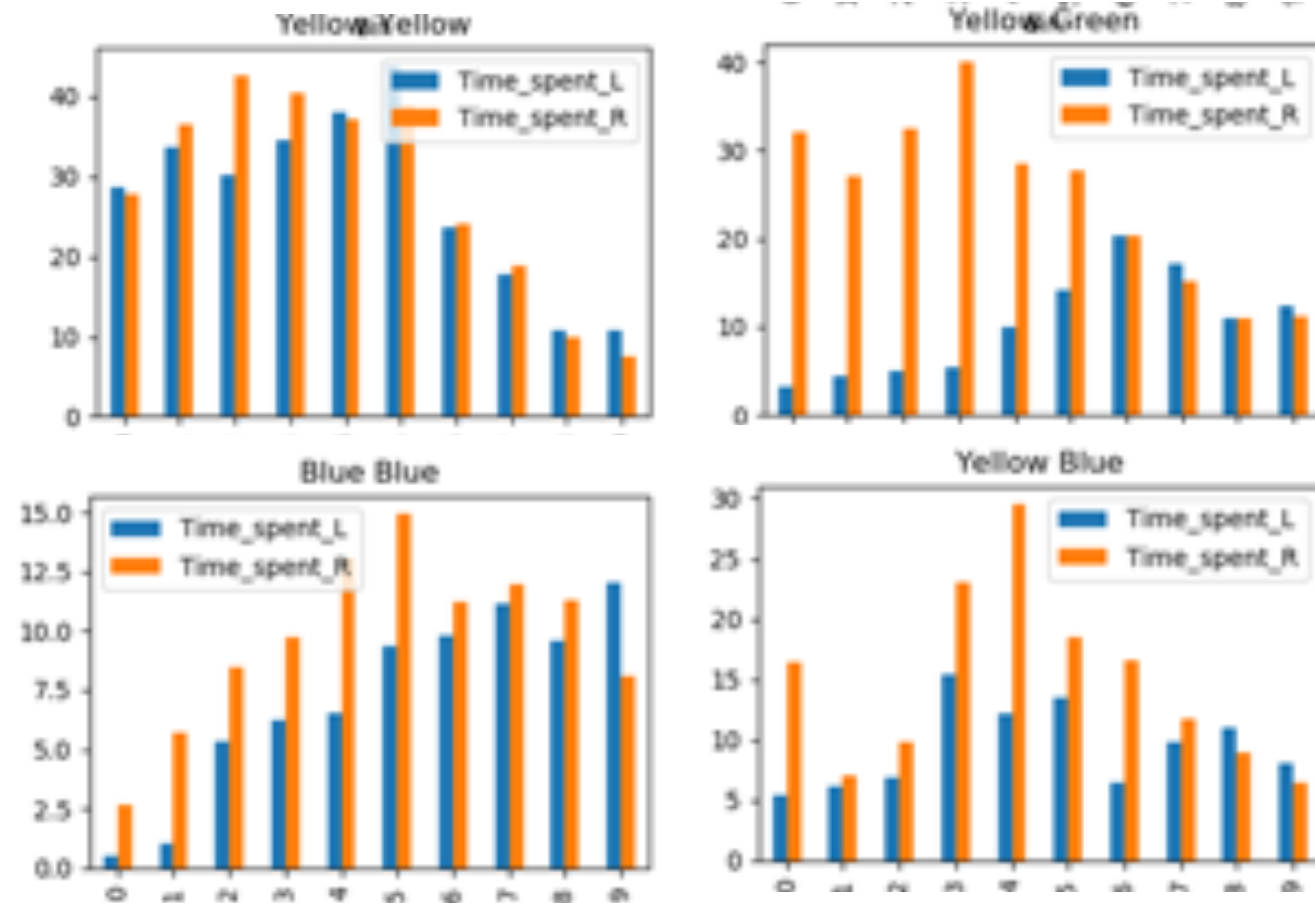 Yellow Yellow
40
30
20
10
0
Time_spent_L
Time_spent_R
Yellow Green
40
30
20
10
0
Time_spent_L
Time_spent_R
Blue Blue
15.0
12.5
10.0
7.5
5.0
2.5
0.0
Time_spent_L
Time_spent_R
0 1 2 3 4 5 6 7 8 9
Yellow Blue
30
25
20
15
10
5
0
Time_spent_L
Time_spent_R
0 1 2 3 4 5 6 7 8 9